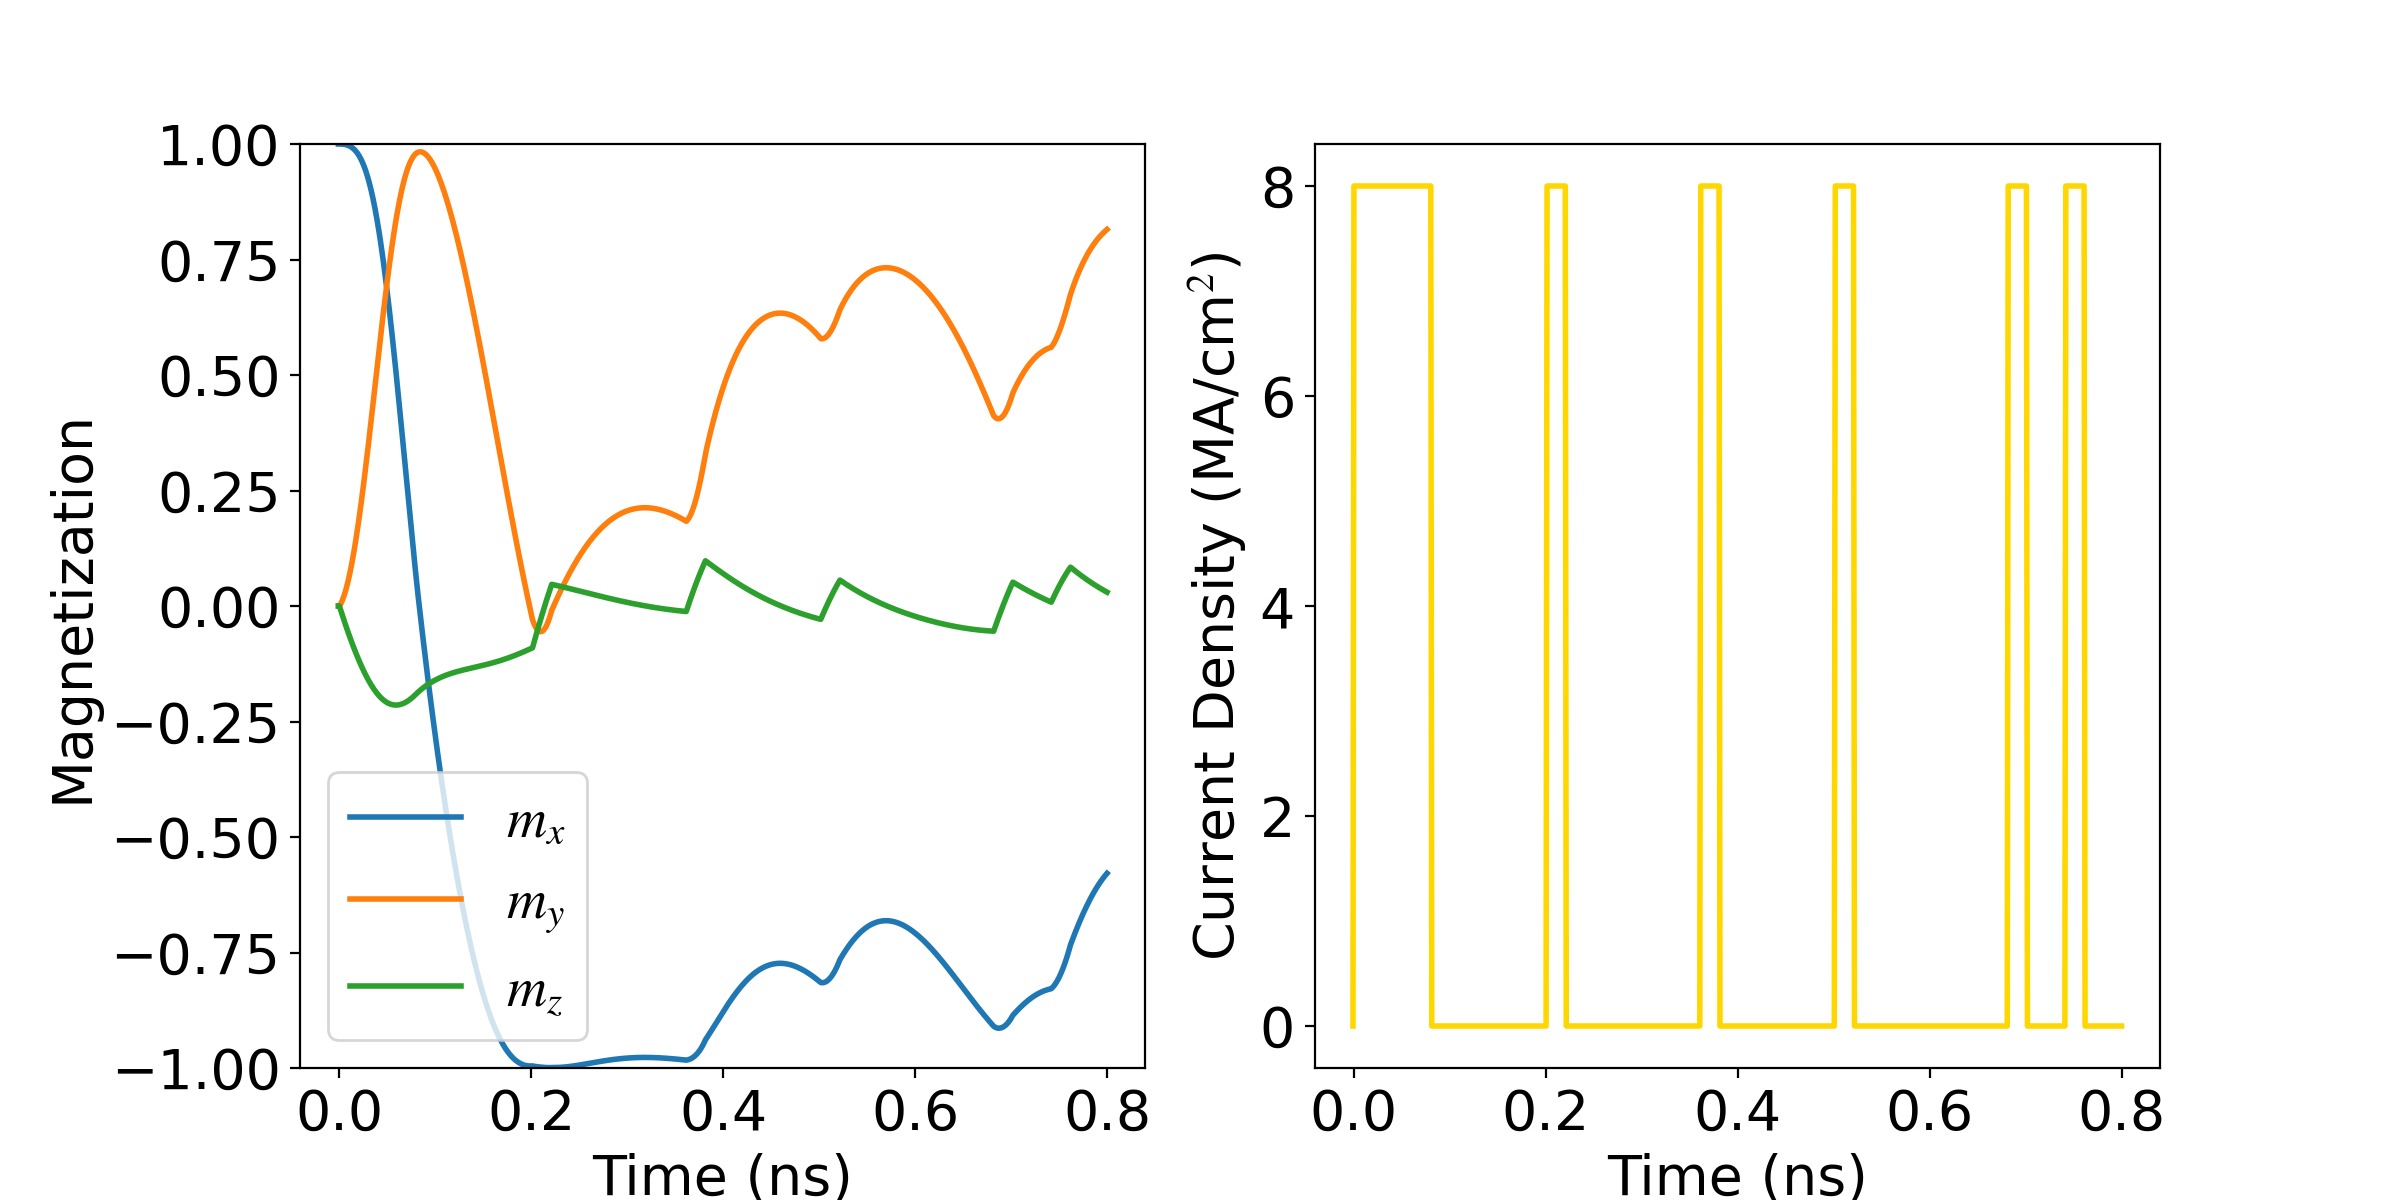 Magnetization
1.00
0.75
0.50
0.25
0.00
−0.25
−0.50
−0.75
−1.00
0.0 0.2 0.4 0.6 0.8
Time (ns)
m_x
m_y
m_z
Current Density (MA/cm²)
8
6
4
2
0
0.0 0.2 0.4 0.6 0.8
Time (ns)